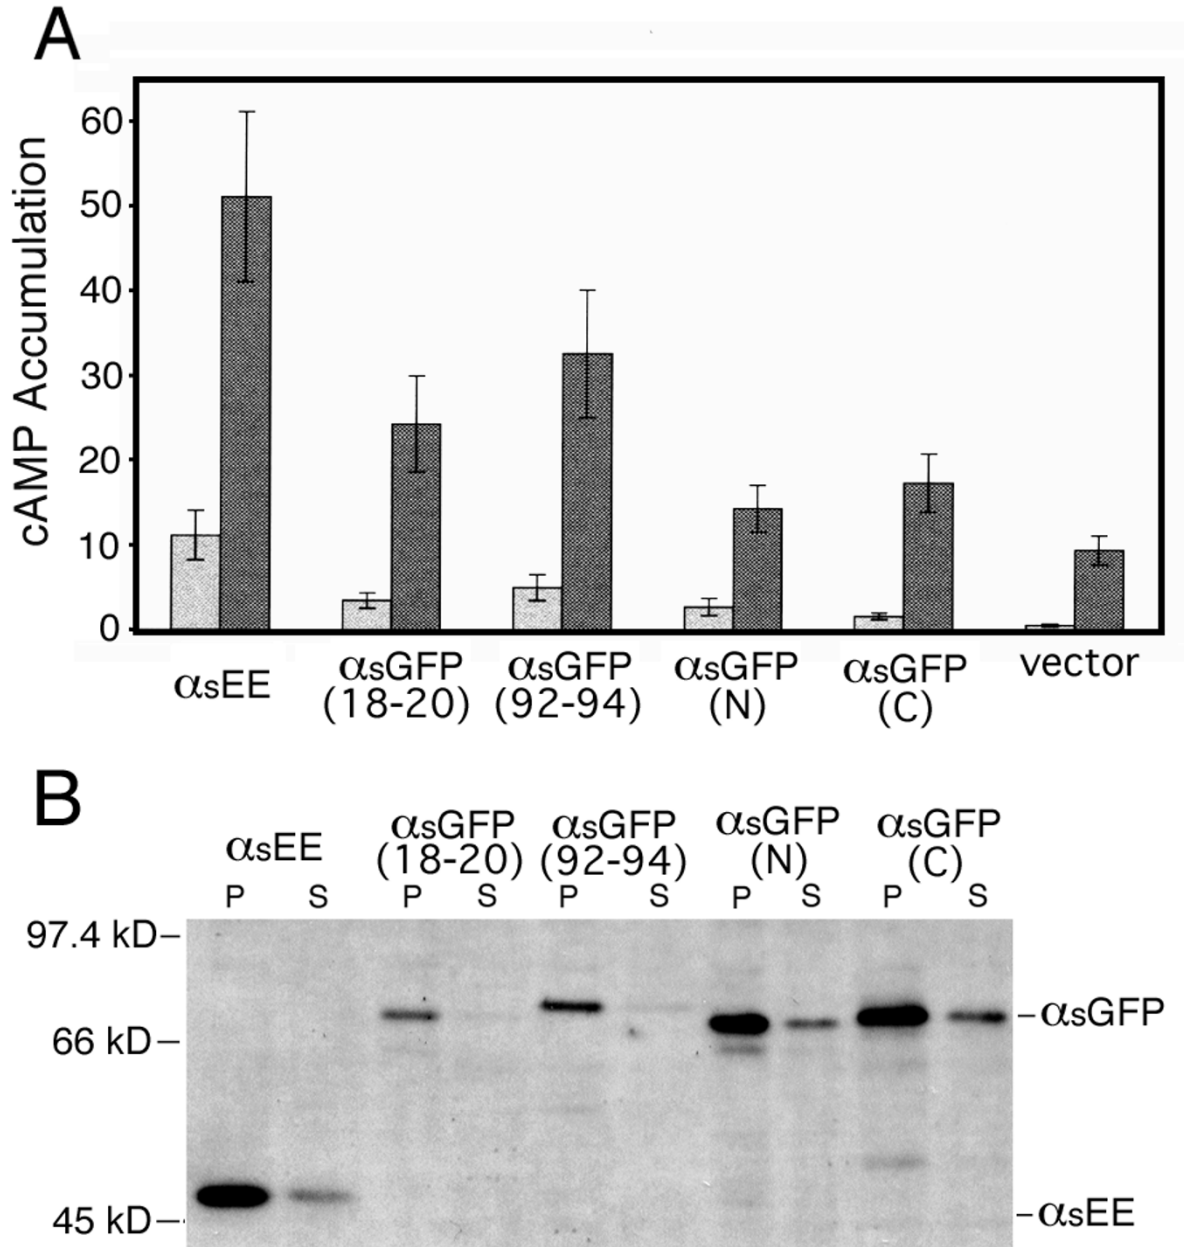 A
cAMP Accumulation
60
50
40
30
20
10
0
αsEE
αsGFP
(18-20)
αsGFP
(92-94)
αsGFP
(N)
αsGFP
(C)
vector
B
αsEE
αsGFP
(18-20)
αsGFP
(92-94)
αsGFP
(N)
αsGFP
(C)
P S P S P S P S P S
97.4 kD–
66 kD–
45 kD–
–αsGFP
–αsEE